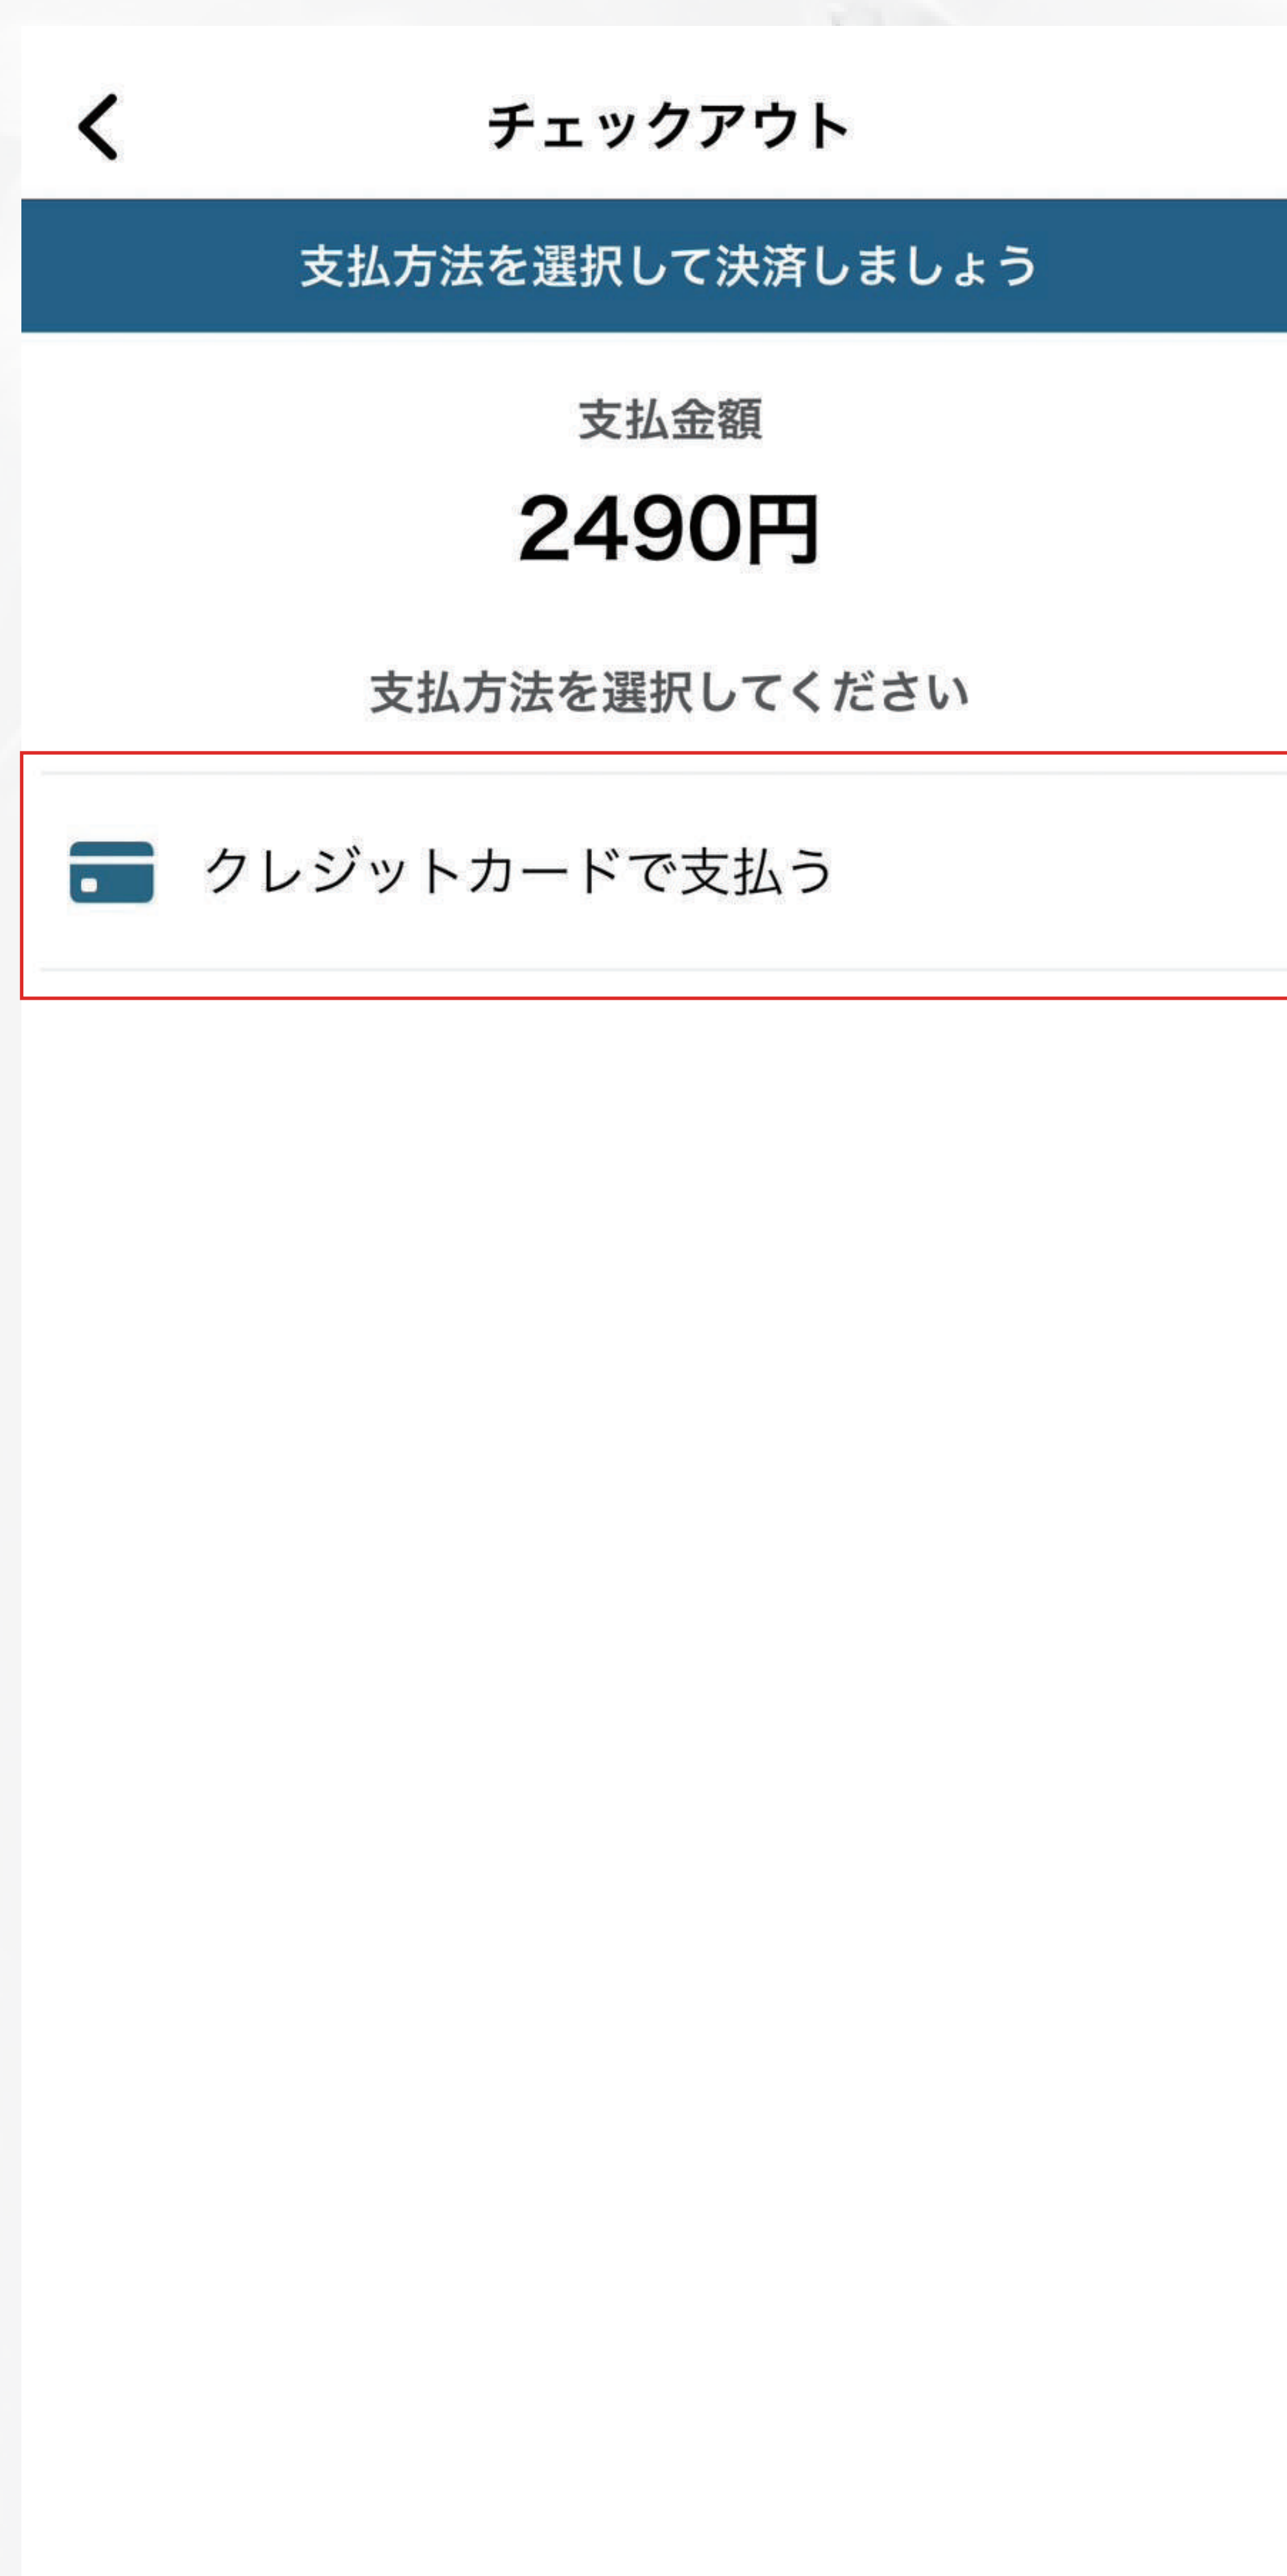 チェックアウト
支払方法を選択して決済しましょう
支払金額
2490円
支払方法を選択してください
クレジットカードで支払う